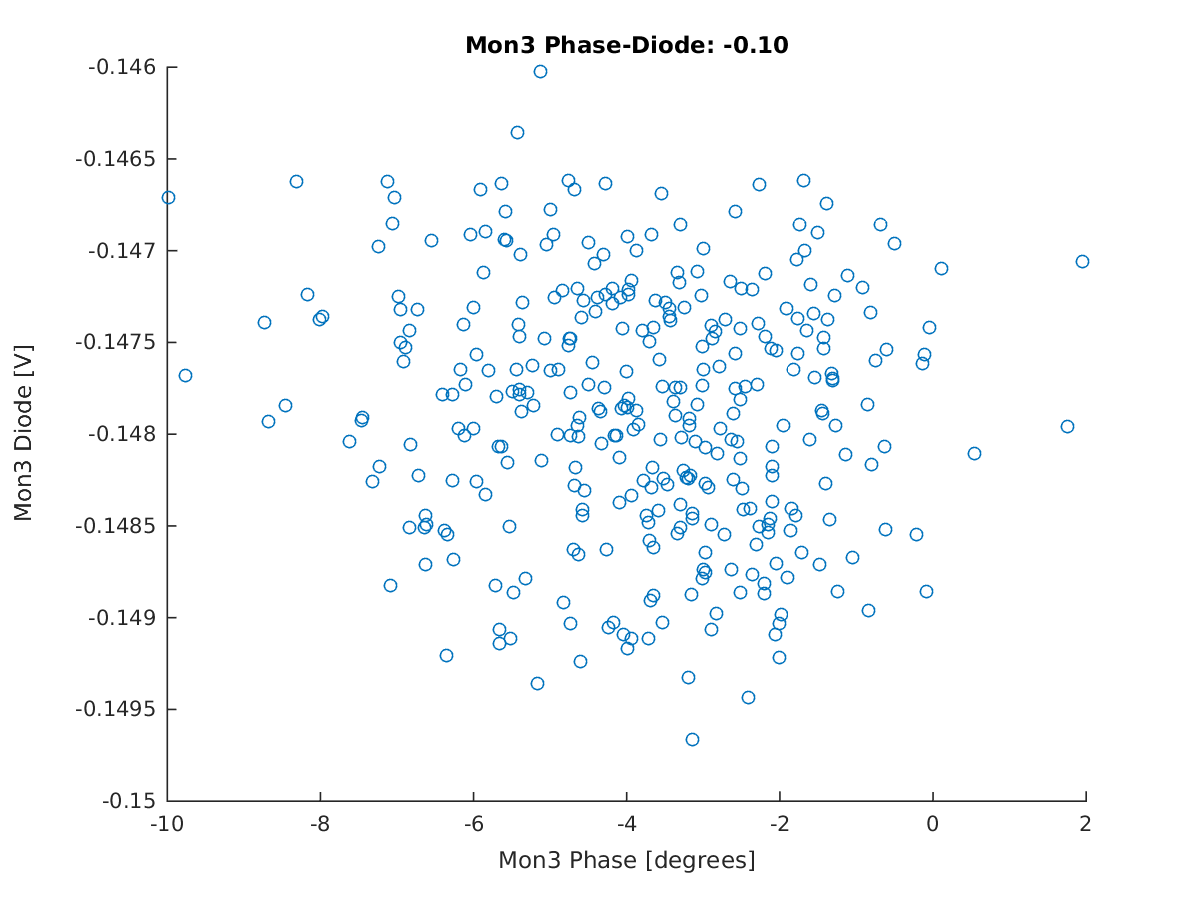 Mon3 Phase-Diode: -0.10
-0.146
-0.1465
-0.147
-0.1475
-0.148
-0.1485
-0.149
-0.1495
-0.15
Mon3 Diode [V]
-10 -8 -6 -4 -2 0 2
Mon3 Phase [degrees]